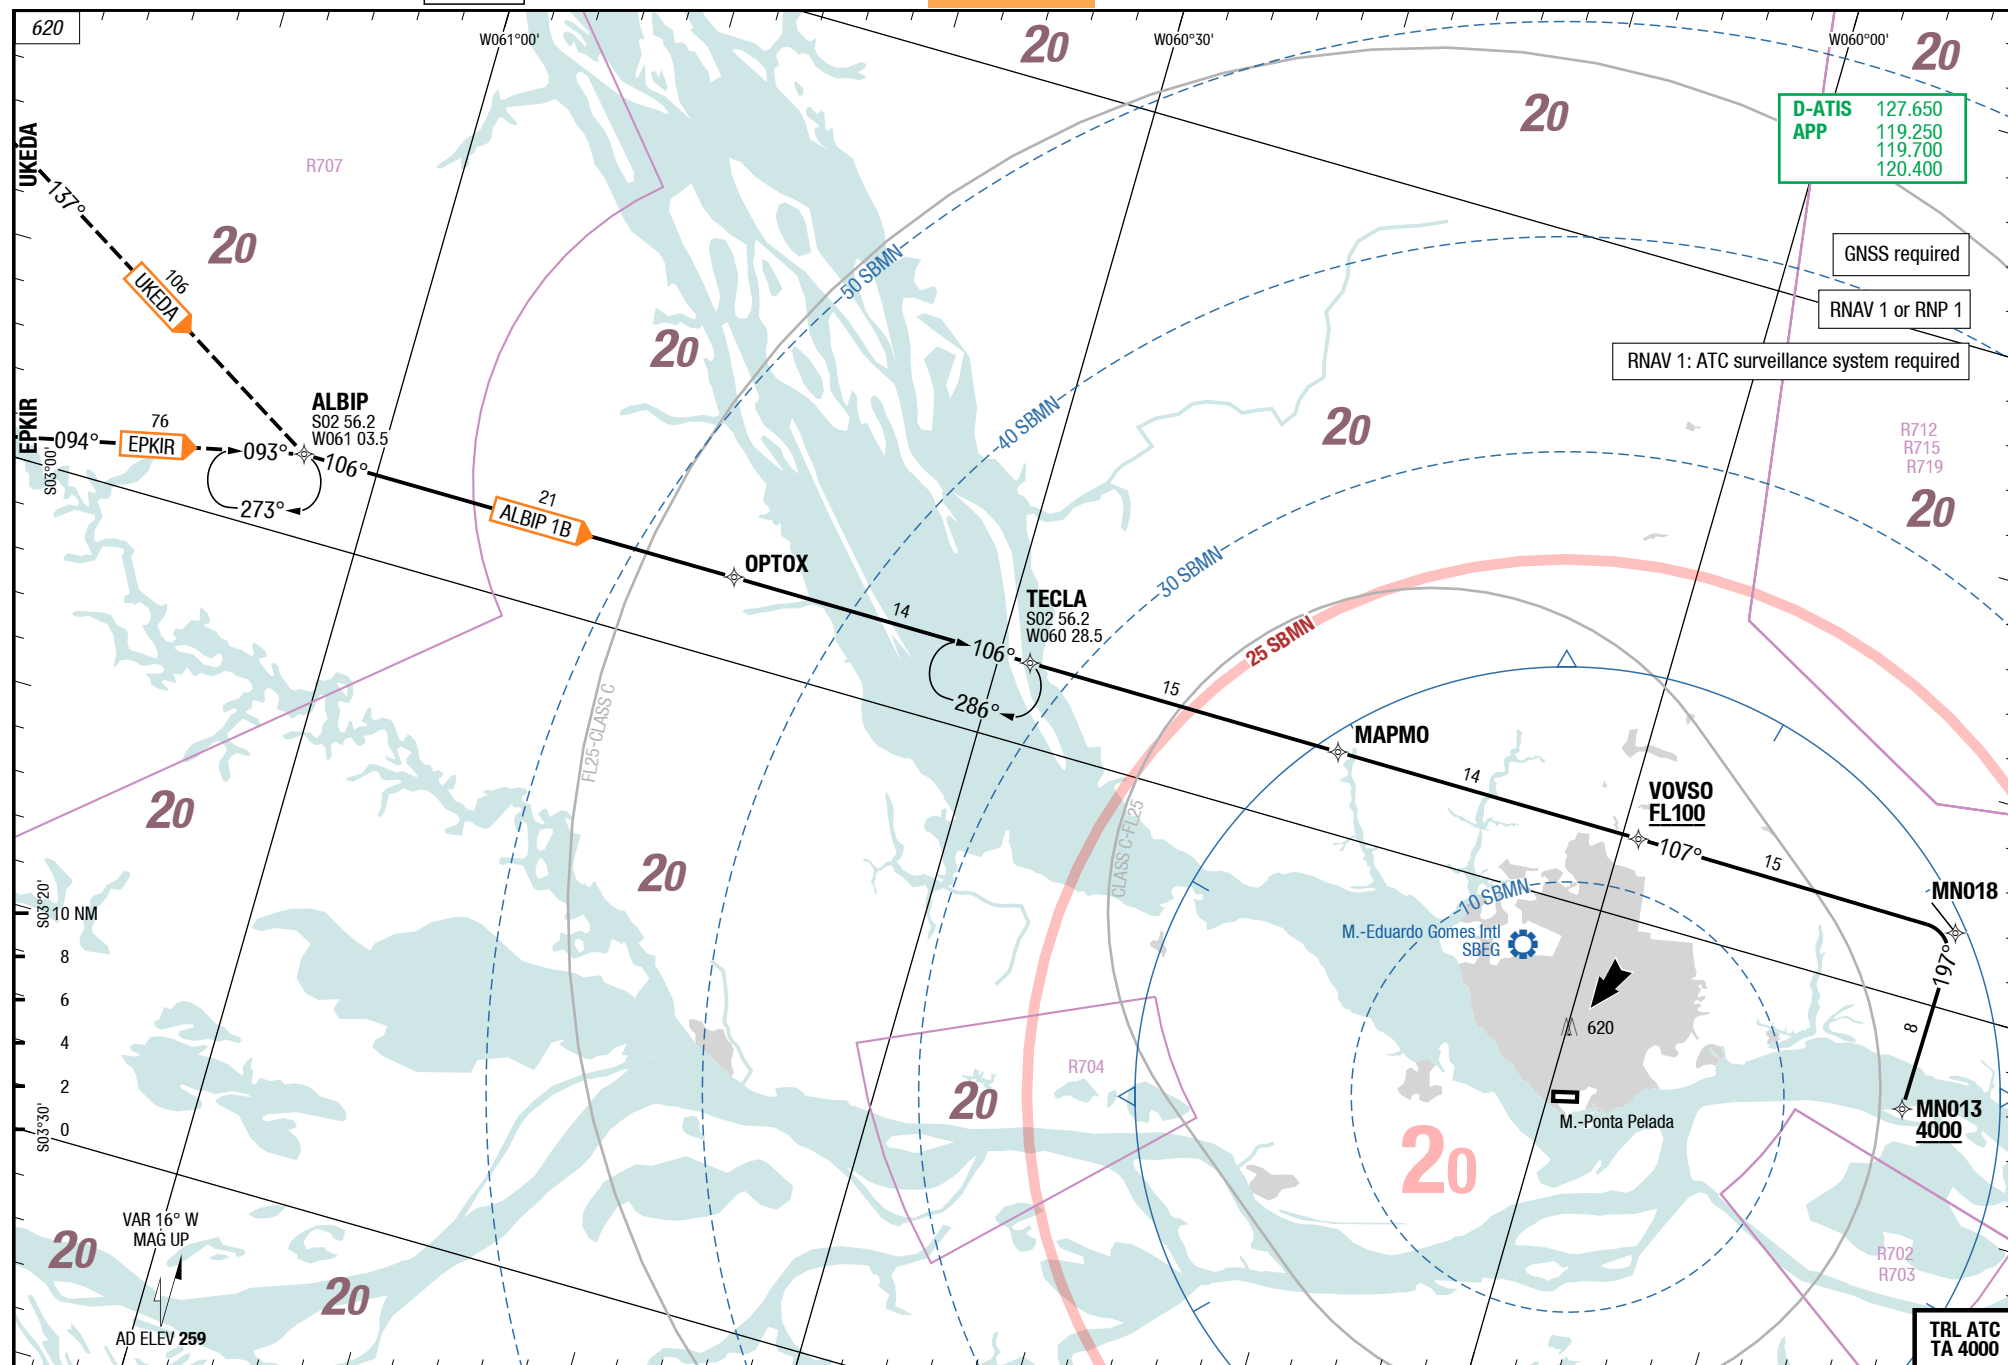 620
W061°00'
W060°30'
W060°00'
20
20
20
D-ATIS 127.650
APP 119.250
119.700
120.400
GNSS required
RNAV 1 or RNP 1
RNAV 1: ATC surveillance system required
UKEDA
137°
106
UKEDA
R707
20
20
20
50 SBMN
40 SBMN
30 SBMN
25 SBMN
10 SBMN
EPKIR
094°
76
EPKIR
093°
273°
ALBIP
S02 56.2
W061 03.5
106°
S03°00'
21
ALBIP 1B
OPTOX
14
TECLA
S02 56.2
W060 28.5
106°
286°
15
MAPMO
14
VOVSO
FL100
107°
15
MN018
197°
8
MN013
4000
R712
R715
R719
20
FL25-CLASS C
CLASS C-FL25
20
20
S03°20'
10 NM
8
6
4
2
0
S03°30'
M.-Eduardo Gomes Intl
SBEG
620
M.-Ponta Pelada
R704
20
20
R702
R703
VAR 16° W
MAG UP
20
20
AD ELEV 259
TRL ATC
TA 4000